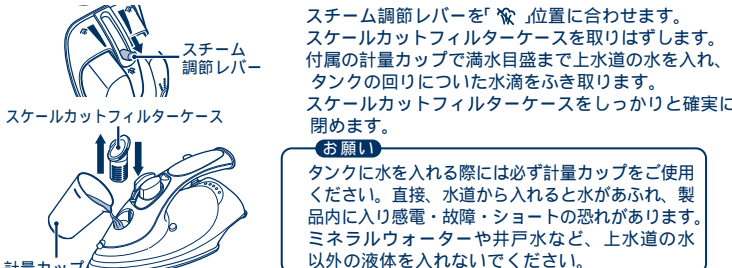 スチーム
調節レバー
スケールカットフィルターケース
計量カップ
スチーム調節レバーを「 」位置に合わせます。
スケールカットフィルターケースを取りはずします。
付属の計量カップで満水目盛まで上水道の水を入れ、
タンクの回りについた水滴をふき取ります。
スケールカットフィルターケースをしっかりと確実に
閉めます。
お願い
タンクに水を入れる際には必ず計量カップをご使用
ください。直接、水道から入れると水があふれ、製
品内に入り感電・故障・ショートの恐れがあります。
ミネラルウォーターや井戸水など、上水道の水
以外の液体を入れないでください。